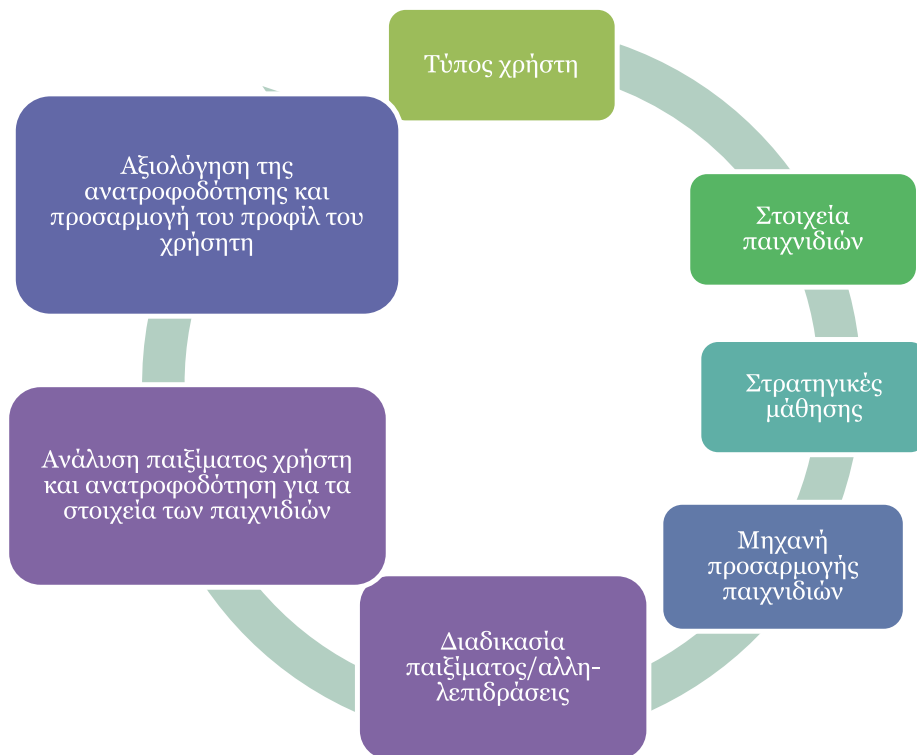 Τύπος χρήστη
Στοιχεία
παιχνιδιών
Στρατηγικές
μάθησης
Μηχανή
προσαρμογής
παιχνιδιών
Διαδικασία
παιξίματος/αλλη-
λεπιδράσεις
Ανάλυση παιξίματος χρήστη
και ανατροφοδότηση για τα
στοιχεία των παιχνιδιών
Αξιολόγηση της
ανατροφοδότησης και
προσαρμογή του προφίλ του
χρήσητη